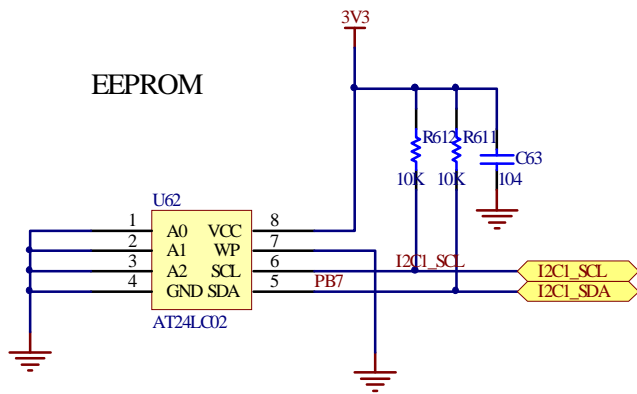 3V3
EEPROM
R612
R611
C63
10K
10K
104
U62
1
A0
VCC
8
2
A1
WP
7
3
A2
SCL
6
I2C1_SCL
I2C1_SCL
4
GND
SDA
5
PB7
I2C1_SDA
AT24LC02